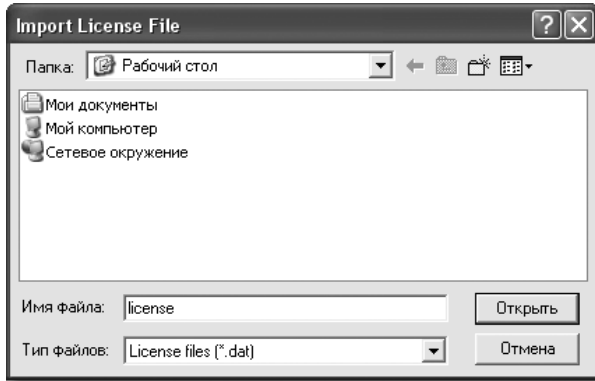 Import License File
Папка: Рабочий стол
Мои документы
Мой компьютер
Сетевое окружение
Имя файла: license Открыть
Тип файлов: License files (*.dat) Отмена